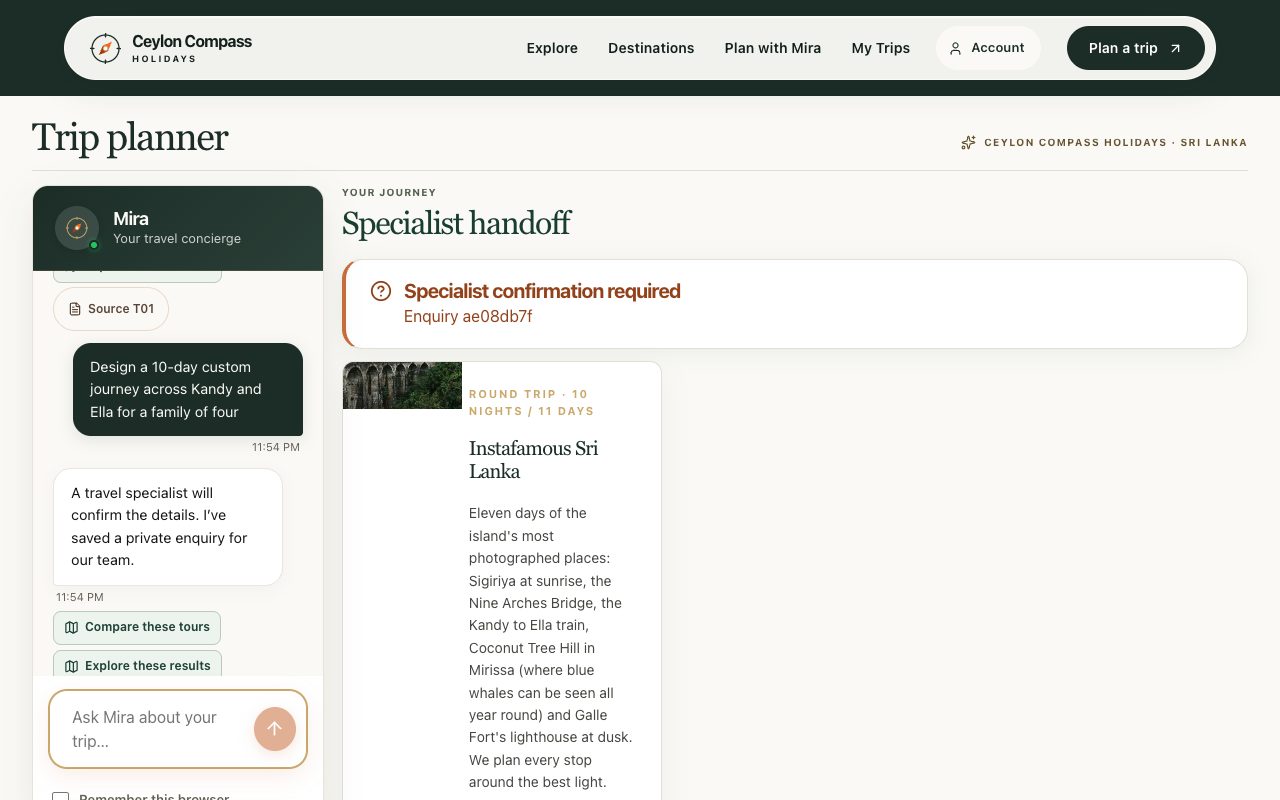 Ceylon Compass
HOLIDAYS
Explore
Destinations
Plan with Mira
My Trips
Account
Plan a trip
Trip planner
CEYLON COMPASS HOLIDAYS · SRI LANKA
Mira
Your travel concierge
Source T01
Design a 10-day custom
journey across Kandy and
Ella for a family of four
11:54 PM
A travel specialist will
confirm the details. I've
saved a private enquiry for
our team.
11:54 PM
Compare these tours
Explore these results
Ask Mira about your
trip...
Remember this browser
YOUR JOURNEY
Specialist handoff
Specialist confirmation required
Enquiry ae08db7f
ROUND TRIP · 10
NIGHTS / 11 DAYS
Instafamous Sri
Lanka
Eleven days of the
island's most
photographed places:
Sigiriya at sunrise, the
Nine Arches Bridge, the
Kandy to Ella train,
Coconut Tree Hill in
Mirissa (where blue
whales can be seen all
year round) and Galle
Fort's lighthouse at dusk.
We plan every stop
around the best light.